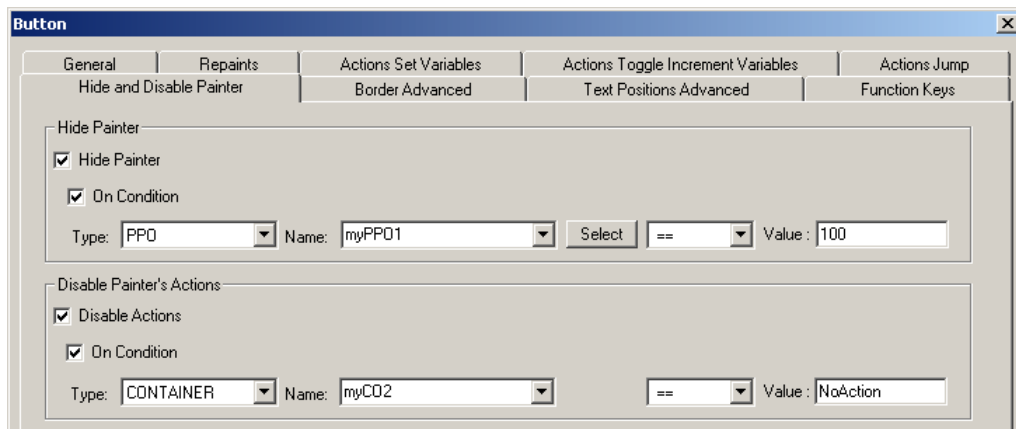 Button
General Repaints Actions Set Variables Actions Toggle Increment Variables Actions Jump
Hide and Disable Painter Border Advanced Text Positions Advanced Function Keys
Hide Painter
Hide Painter
On Condition
Type: PPO Name: myPPO1 Select == Value : 100
Disable Painter's Actions
Disable Actions
On Condition
Type: CONTAINER Name: myCO2 == Value : NoAction